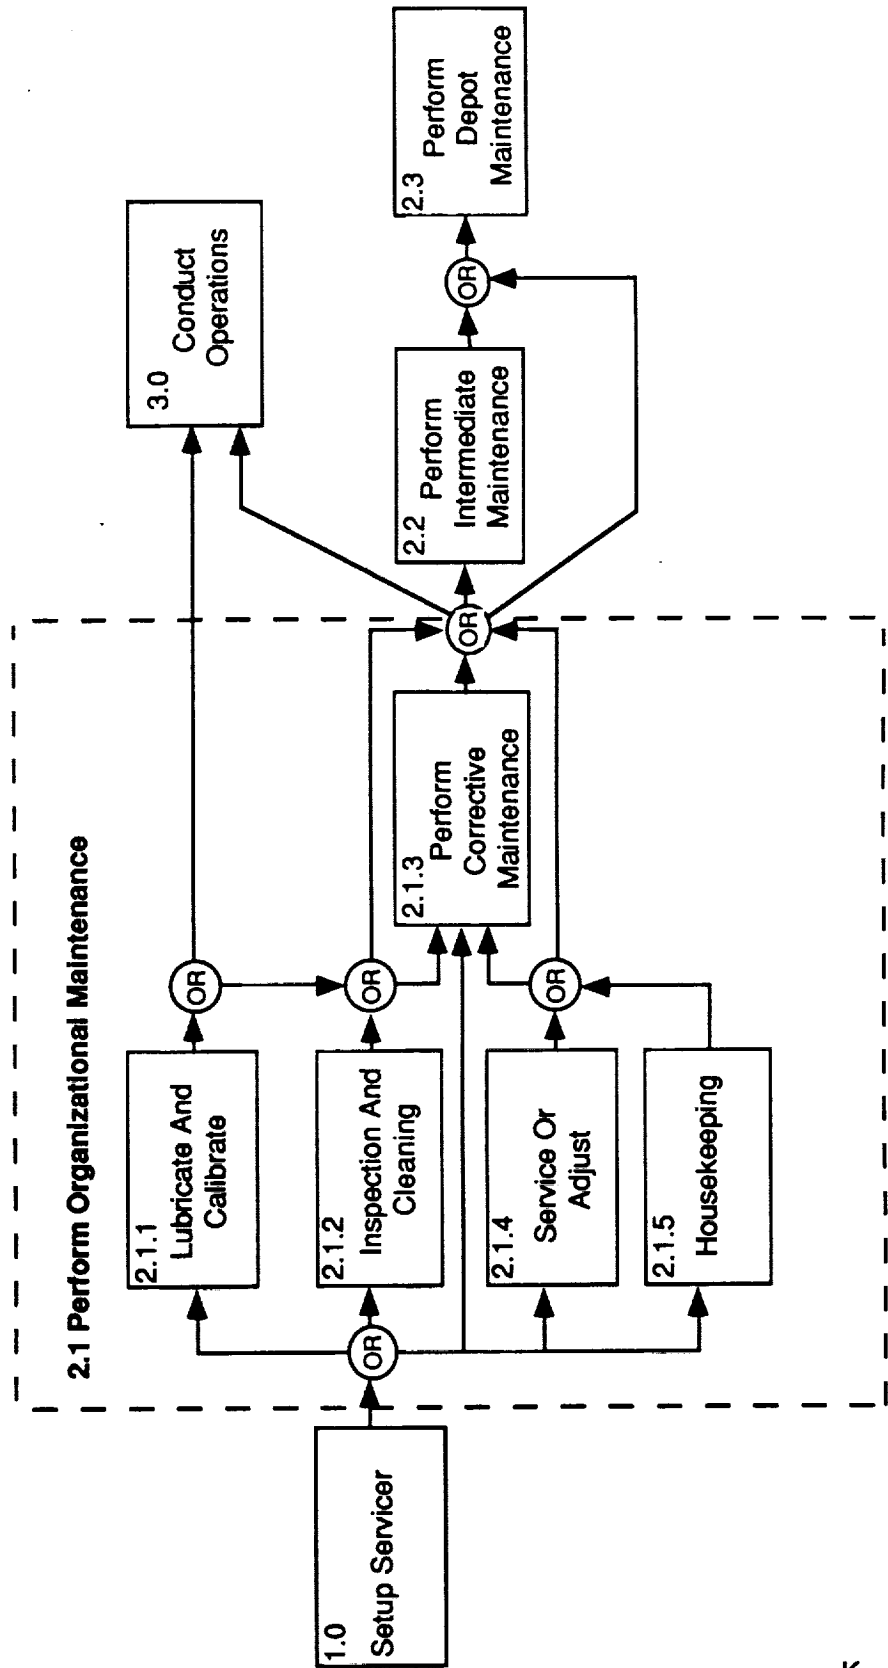 2.1 Perform Organizational Maintenance
1.0
Setup Servicer
OR
2.1.1
Lubricate And
Calibrate
2.1.2
Inspection And
Cleaning
2.1.4
Service Or
Adjust
2.1.5
Housekeeping
OR
OR
OR
2.1.3
Perform
Corrective
Maintenance
OR
3.0
Conduct
Operations
2.2
Perform
Intermediate
Maintenance
OR
2.3
Perform
Depot
Maintenance